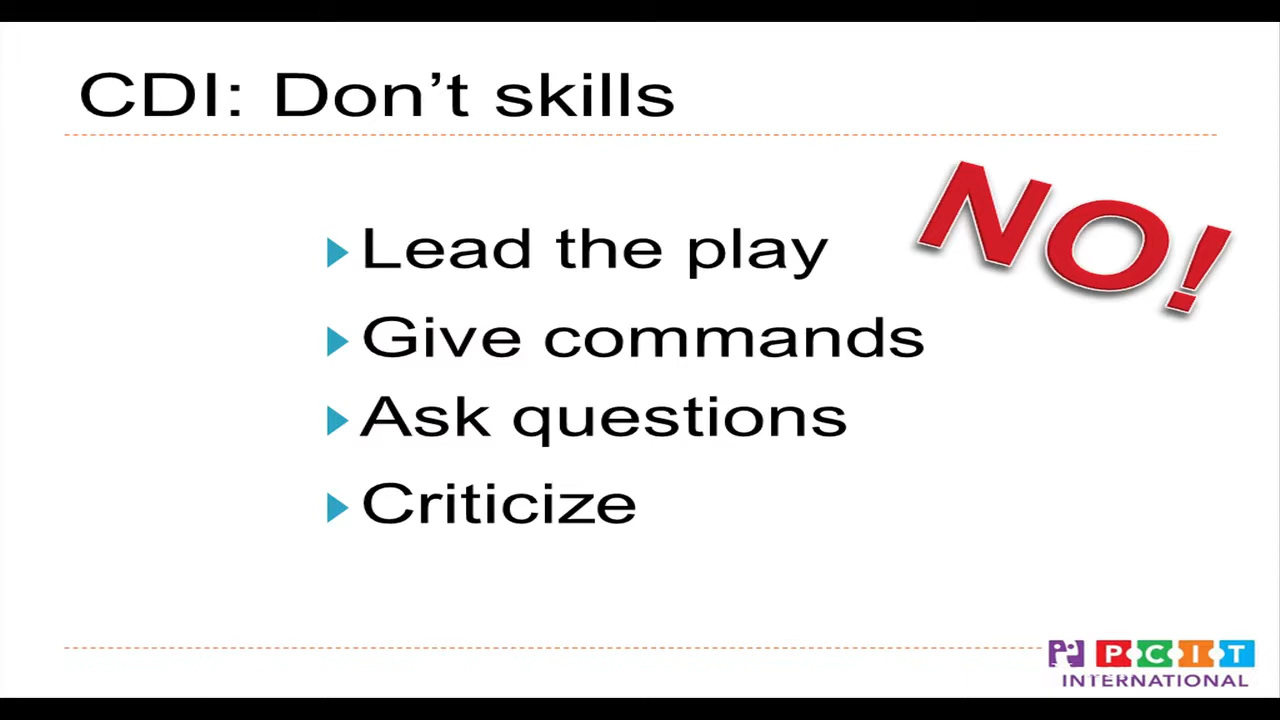 CDI: Don't skills
NO!
Lead the play
Give commands
Ask questions
Criticize
PCIT
INTERNATIONAL